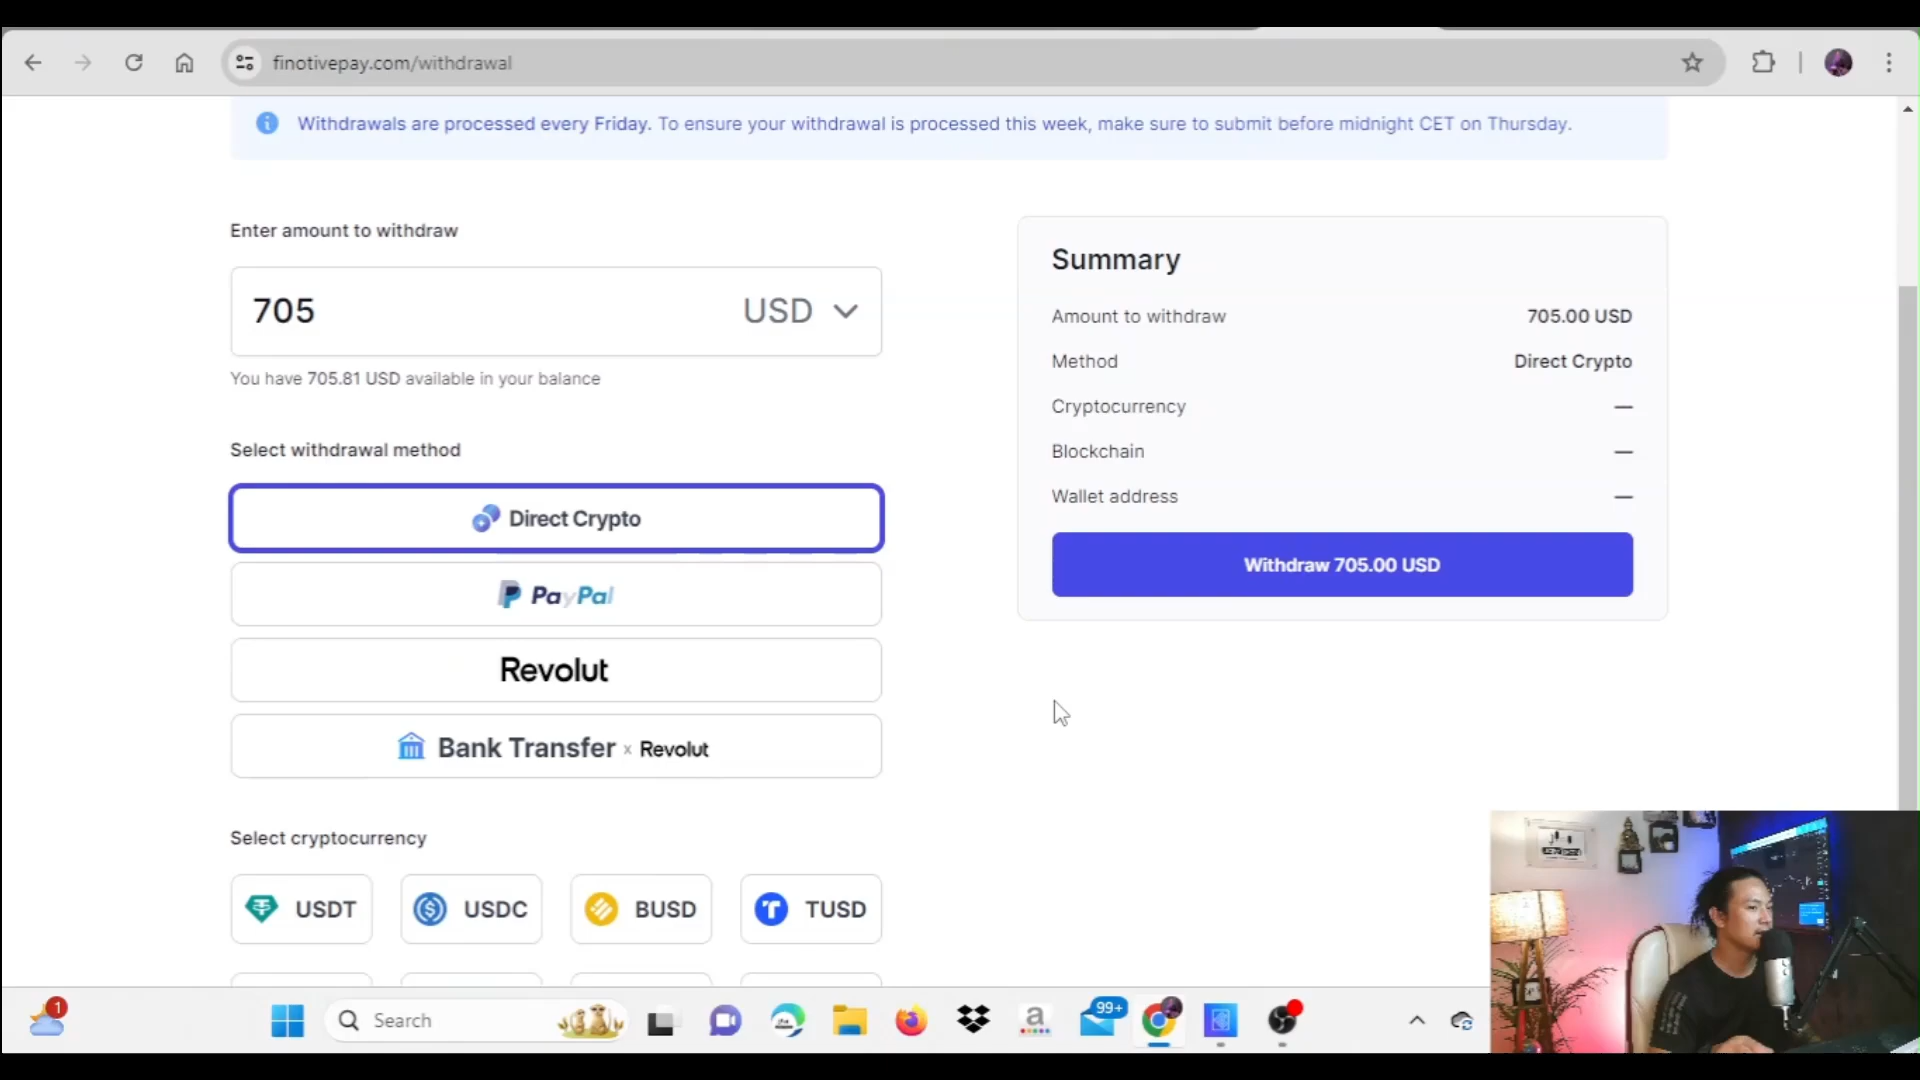 finotivepay.com/withdrawal
Withdrawals are processed every Friday. To ensure your withdrawal is processed this week, make sure to submit before midnight CET on Thursday.
Enter amount to withdraw
705 USD
You have 705.81 USD available in your balance
Select withdrawal method
Direct Crypto
PayPal
Revolut
Bank Transfer x Revolut
Select cryptocurrency
USDT USDC BUSD TUSD
Summary
Amount to withdraw 705.00 USD
Method Direct Crypto
Cryptocurrency —
Blockchain —
Wallet address —
Withdraw 705.00 USD
1
Search
a
99+